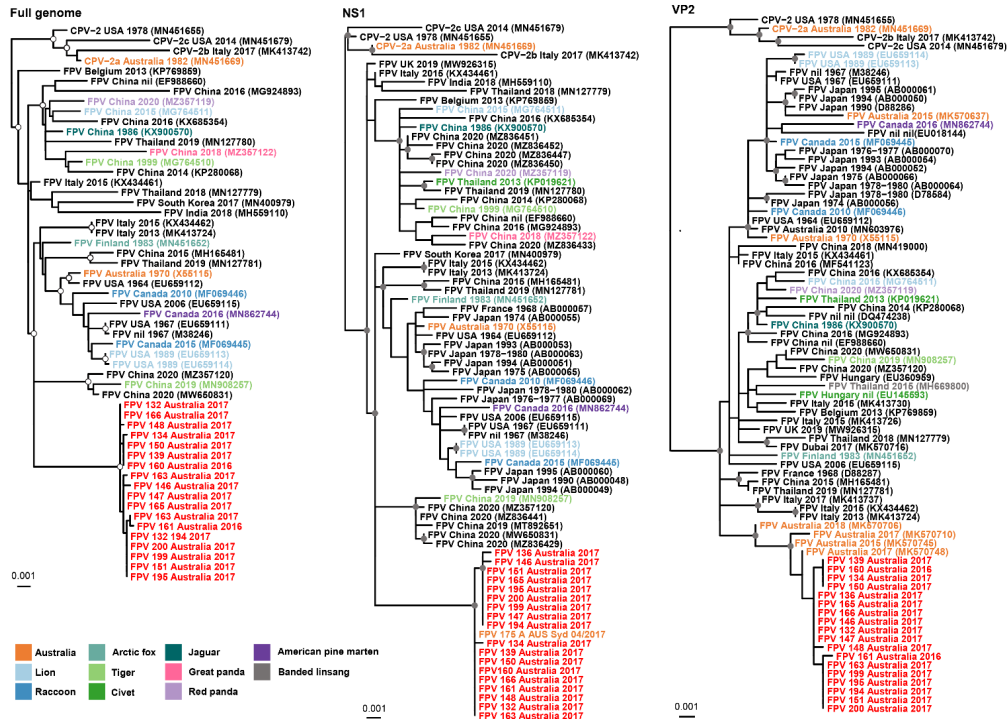 Full genome
CPV-2 USA 1978 (MN451655)
CPV-2c USA 2014 (MN451679)
CPV-2b Italy 2017 (MK413742)
CPV-2a Australia 1982 (MN451669)
FPV Belgium 2013 (KP769859)
FPV China nil (EF988660)
FPV China 2016 (MG924893)
FPV China 2020 (MZ357119)
FPV China 2015 (MG764511)
FPV China 2016 (KX685354)
FPV China 1986 (KX900570)
FPV Thailand 2019 (MN127780)
FPV China 2018 (MZ357122)
FPV China 1999 (MG764510)
FPV China 2014 (KP280068)
FPV Italy 2015 (KX434461)
FPV Thailand 2018 (MN127779)
FPV South Korea 2017 (MN400979)
FPV India 2018 (MH559110)
FPV Italy 2015 (KX434462)
FPV Italy 2013 (MK413724)
FPV Finland 1983 (MN451652)
FPV China 2015 (MH165481)
FPV Thailand 2019 (MN127781)
FPV Australia 1970 (X55115)
FPV USA 1964 (EU659112)
FPV Canada 2010 (MF069446)
FPV USA 2006 (EU659115)
FPV Canada 2016 (MN862744)
FPV USA 1967 (EU659111)
FPV nil 1967 (M38246)
FPV Canada 2015 (MF069445)
FPV USA 1989 (EU659113)
FPV USA 1989 (EU659114)
FPV China 2020 (MZ357120)
FPV China 2019 (MN908257)
FPV China 2020 (MW650831)
FPV 132 Australia 2017
FPV 166 Australia 2017
FPV 148 Australia 2017
FPV 134 Australia 2017
FPV 150 Australia 2017
FPV 139 Australia 2017
FPV 160 Australia 2016
FPV 163 Australia 2017
FPV 146 Australia 2017
FPV 147 Australia 2017
FPV 165 Australia 2017
FPV 163 Australia 2017
FPV 161 Australia 2016
FPV 132 194 2017
FPV 200 Australia 2017
FPV 199 Australia 2017
FPV 151 Australia 2017
FPV 195 Australia 2017
0.001
NS1
CPV-2c USA 2014 (MN451679)
CPV-2 USA 1978 (MN451655)
CPV-2a Australia 1982 (MN451669)
CPV-2b Italy 2017 (MK413742)
FPV UK 2019 (MW926315)
FPV Italy 2015 (KX434461)
FPV India 2018 (MH559110)
FPV Thailand 2018 (MN127779)
FPV Belgium 2013 (KP769859)
FPV China 2015 (MG764511)
FPV China 2016 (KX685354)
FPV China 1986 (KX900570)
FPV China 2020 (MZ836451)
FPV China 2020 (MZ836452)
FPV China 2020 (MZ836447)
FPV China 2020 (MZ836450)
FPV China 2020 (MZ357119)
FPV Thailand 2013 (KP019621)
FPV Thailand 2019 (MN127780)
FPV China 2014 (KP280068)
FPV China 1999 (MG764510)
FPV China nil (EF988660)
FPV China 2016 (MG924893)
FPV China 2018 (MZ357122)
FPV China 2020 (MZ836433)
FPV South Korea 2017 (MN400979)
FPV Italy 2015 (KX434462)
FPV Italy 2013 (MK413724)
FPV China 2015 (MH165481)
FPV Thailand 2019 (MN127781)
FPV Finland 1983 (MN451652)
FPV France 1968 (AB000057)
FPV Japan 1974 (AB000055)
FPV Australia 1970 (X55115)
FPV USA 1964 (EU659112)
FPV Japan 1993 (AB000053)
FPV Japan 1978-1980 (AB000063)
FPV Japan 1994 (AB000051)
FPV Japan 1975 (AB000065)
FPV Canada 2010 (MF069446)
FPV Japan 1978-1980 (AB000062)
FPV Japan 1976-1977 (AB000069)
FPV Canada 2016 (MN862744)
FPV USA 2006 (EU659115)
FPV USA 1967 (EU659111)
FPV nil 1967 (M38246)
FPV USA 1989 (EU659113)
FPV USA 1989 (EU659114)
FPV Canada 2015 (MF069445)
FPV Japan 1995 (AB000060)
FPV Japan 1990 (AB000048)
FPV Japan 1994 (AB000049)
FPV China 2019 (MN908257)
FPV China 2020 (MZ357120)
FPV China 2020 (MZ836441)
FPV China 2019 (MT892651)
FPV China 2020 (MW650831)
FPV China 2020 (MZ836429)
FPV 136 Australia 2017
FPV 146 Australia 2017
FPV 151 Australia 2017
FPV 165 Australia 2017
FPV 195 Australia 2017
FPV 200 Australia 2017
FPV 199 Australia 2017
FPV 147 Australia 2017
FPV 194 Australia 2017
FPV 175 A AUS Syd 04/2017
FPV 134 Australia 2017
FPV 139 Australia 2017
FPV 150 Australia 2017
FPV160 Australia 2017
FPV 166 Australia 2017
FPV 161 Australia 2017
FPV 148 Australia 2017
FPV 132 Australia 2017
FPV 163 Australia 2017
0.001
VP2
CPV-2 USA 1978 (MN451655)
CPV-2a Australia 1982 (MN451669)
CPV-2b Italy 2017 (MK413742)
CPV-2c USA 2014 (MN451679)
FPV USA 1989 (EU659114)
FPV USA 1989 (EU659113)
FPV nil 1967 (M38246)
FPV USA 1967 (EU659111)
FPV Japan 1995 (AB000061)
FPV Japan 1994 (AB000050)
FPV Japan 1990 (D88286)
FPV Australia 2015 (MK570637)
FPV Canada 2016 (MN862744)
FPV nil nil(EU018144)
FPV Canada 2015 (MF069445)
FPV Japan 1976-1977 (AB000070)
FPV Japan 1993 (AB000054)
FPV Japan 1994 (AB000052)
FPV Japan 1975 (AB000066)
FPV Japan 1978-1980 (AB000064)
FPV Japan 1978-1980 (D78584)
FPV Japan 1974 (AB000056)
FPV Canada 2010 (MF069446)
FPV USA 1964 (EU659112)
FPV Australia 2010 (MN603976)
FPV Australia 1970 (X55115)
FPV China 2018 (MN419000)
FPV Italy 2015 (KX434461)
FPV China 2016 (MF541123)
FPV China 2016 (KX685354)
FPV China 2015 (MG764511)
FPV China 2020 (MZ357119)
FPV Thailand 2013 (KP019621)
FPV China 2014 (KP280068)
FPV nil nil (DQ474238)
FPV China 1986 (KX900570)
FPV China 2016 (MG924893)
FPV China nil (EF988660)
FPV China 2020 (MW650831)
FPV China 2019 (MN908257)
FPV China 2020 (MZ357120)
FPV Hungary (EU360959)
FPV Thailand 2015 (MH669800)
FPV Hungary nil (EU145593)
FPV Italy 2015 (MK413730)
FPV Belgium 2013 (KP769859)
FPV Italy 2015 (MK413726)
FPV UK 2019 (MW926315)
FPV Thailand 2018 (MN127779)
FPV Dubai 2017 (MK570716)
FPV Finland 1983 (MN451652)
FPV USA 2006 (EU659115)
FPV France 1968 (D88287)
FPV China 2015 (MH165481)
FPV Thailand 2019 (MN127781)
FPV Italy 2017 (MK413737)
FPV Italy 2015 (KX434462)
FPV Italy 2013 (MK413724)
FPV Australia 2018 (MK570706)
FPV Australia 2017 (MK570710)
FPV Australia 2015 (MK570745)
FPV Australia 2017 (MK570748)
FPV 139 Australia 2017
FPV 160 Australia 2016
FPV 134 Australia 2017
FPV 150 Australia 2017
FPV 136 Australia 2017
FPV 165 Australia 2017
FPV 166 Australia 2017
FPV 146 Australia 2017
FPV 132 Australia 2017
FPV 147 Australia 2017
FPV 148 Australia 2017
FPV 161 Australia 2016
FPV 163 Australia 2017
FPV 199 Australia 2017
FPV 195 Australia 2017
FPV 194 Australia 2017
FPV 151 Australia 2017
FPV 200 Australia 2017
0.001
Australia
Lion
Raccoon
Arctic fox
Tiger
Civet
Jaguar
Great panda
Red panda
American pine marten
Banded linsang